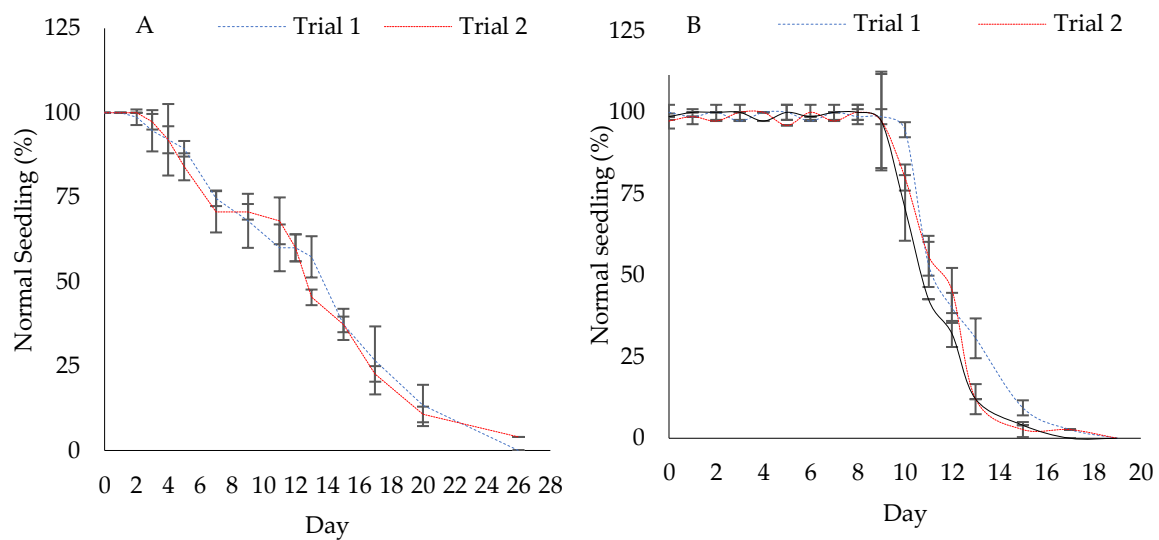 A
Trial 1
Trial 2
125
100
75
50
25
0
Normal Seedling (%)
0 2 4 6 8 10 12 14 16 18 20 22 24 26 28
Day
B
Trial 1
Trial 2
125
100
75
50
25
0
Normal seedling (%)
0 2 4 6 8 10 12 14 16 18 20
Day